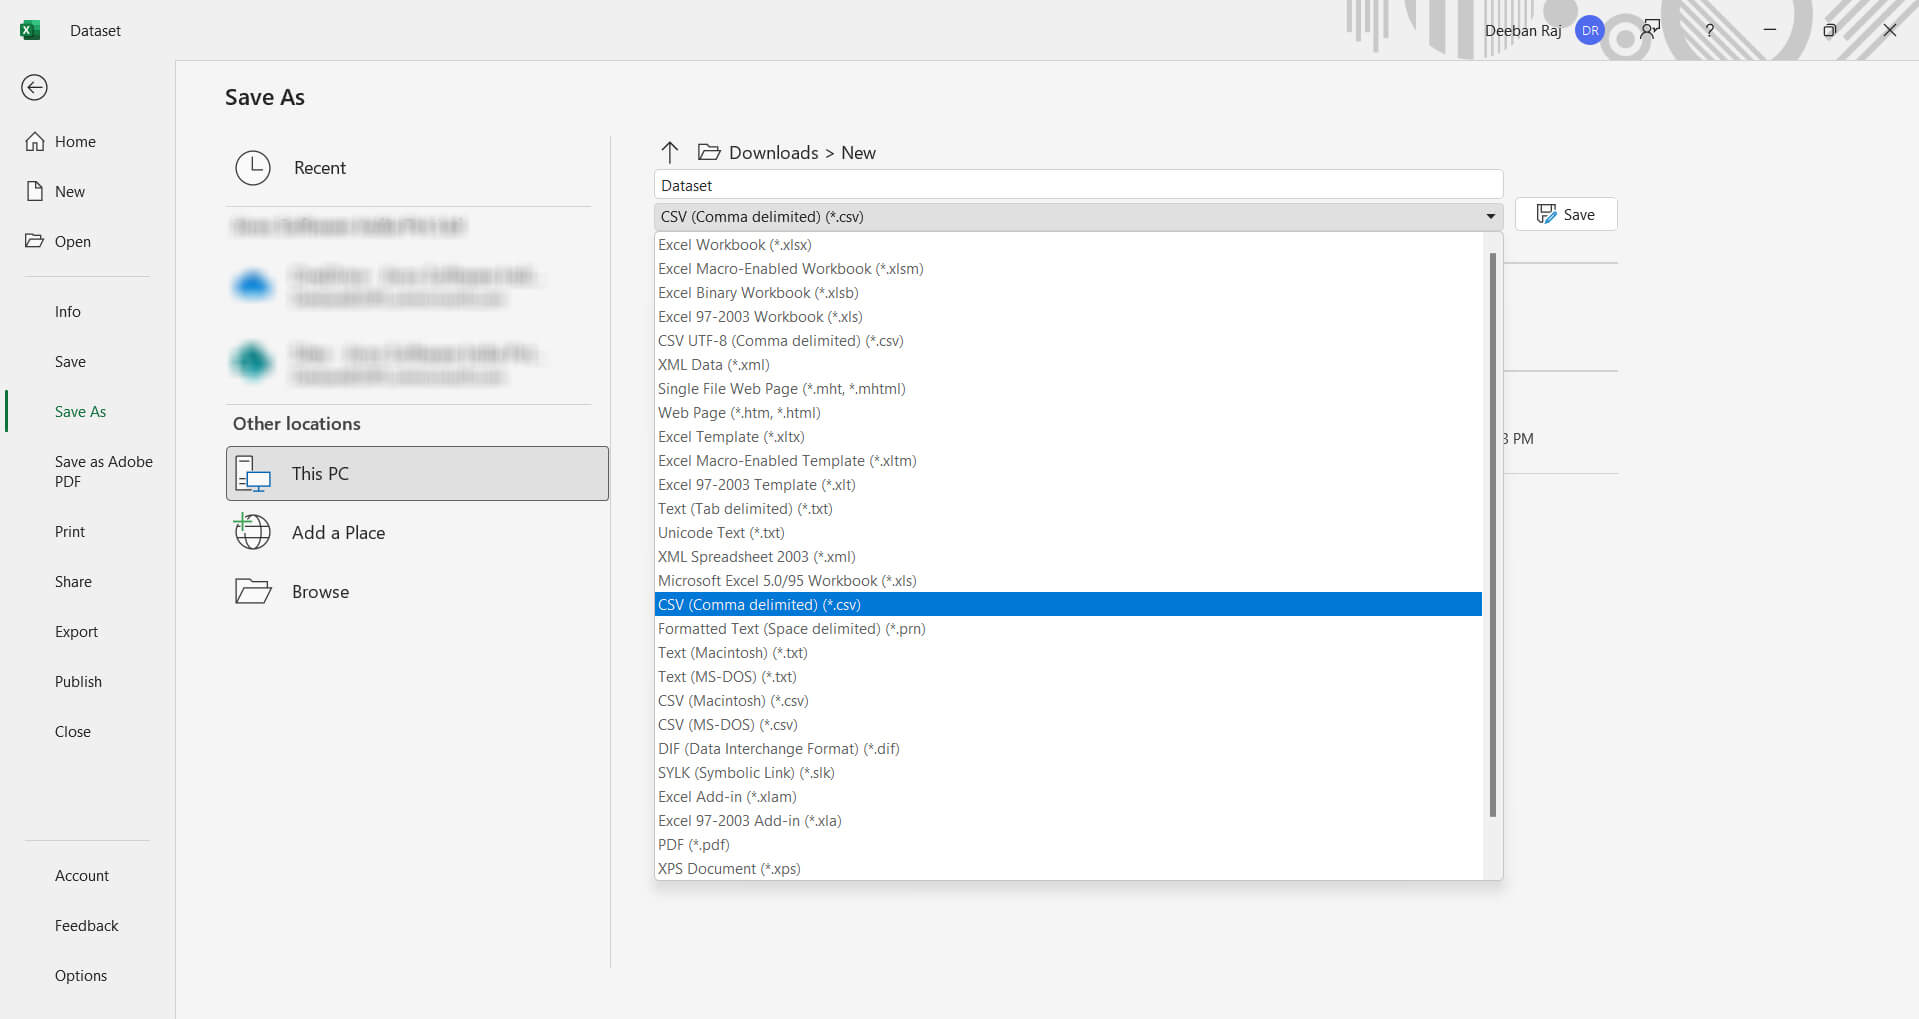 Dataset
Deeban Raj
DR
?
Save As
Home
New
Open
Info
Save
Save As
Save as Adobe
PDF
Print
Share
Export
Publish
Close
Account
Feedback
Options
Recent
Other locations
This PC
Add a Place
Browse
Downloads > New
Dataset
CSV (Comma delimited) (*.csv)
Save
Excel Workbook (*.xlsx)
Excel Macro-Enabled Workbook (*.xlsm)
Excel Binary Workbook (*.xlsb)
Excel 97-2003 Workbook (*.xls)
CSV UTF-8 (Comma delimited) (*.csv)
XML Data (*.xml)
Single File Web Page (*.mht, *.mhtml)
Web Page (*.htm, *.html)
Excel Template (*.xltx)
Excel Macro-Enabled Template (*.xltm)
Excel 97-2003 Template (*.xlt)
Text (Tab delimited) (*.txt)
Unicode Text (*.txt)
XML Spreadsheet 2003 (*.xml)
Microsoft Excel 5.0/95 Workbook (*.xls)
CSV (Comma delimited) (*.csv)
Formatted Text (Space delimited) (*.prn)
Text (Macintosh) (*.txt)
Text (MS-DOS) (*.txt)
CSV (Macintosh) (*.csv)
CSV (MS-DOS) (*.csv)
DIF (Data Interchange Format) (*.dif)
SYLK (Symbolic Link) (*.slk)
Excel Add-in (*.xlam)
Excel 97-2003 Add-in (*.xla)
PDF (*.pdf)
XPS Document (*.xps)
PM